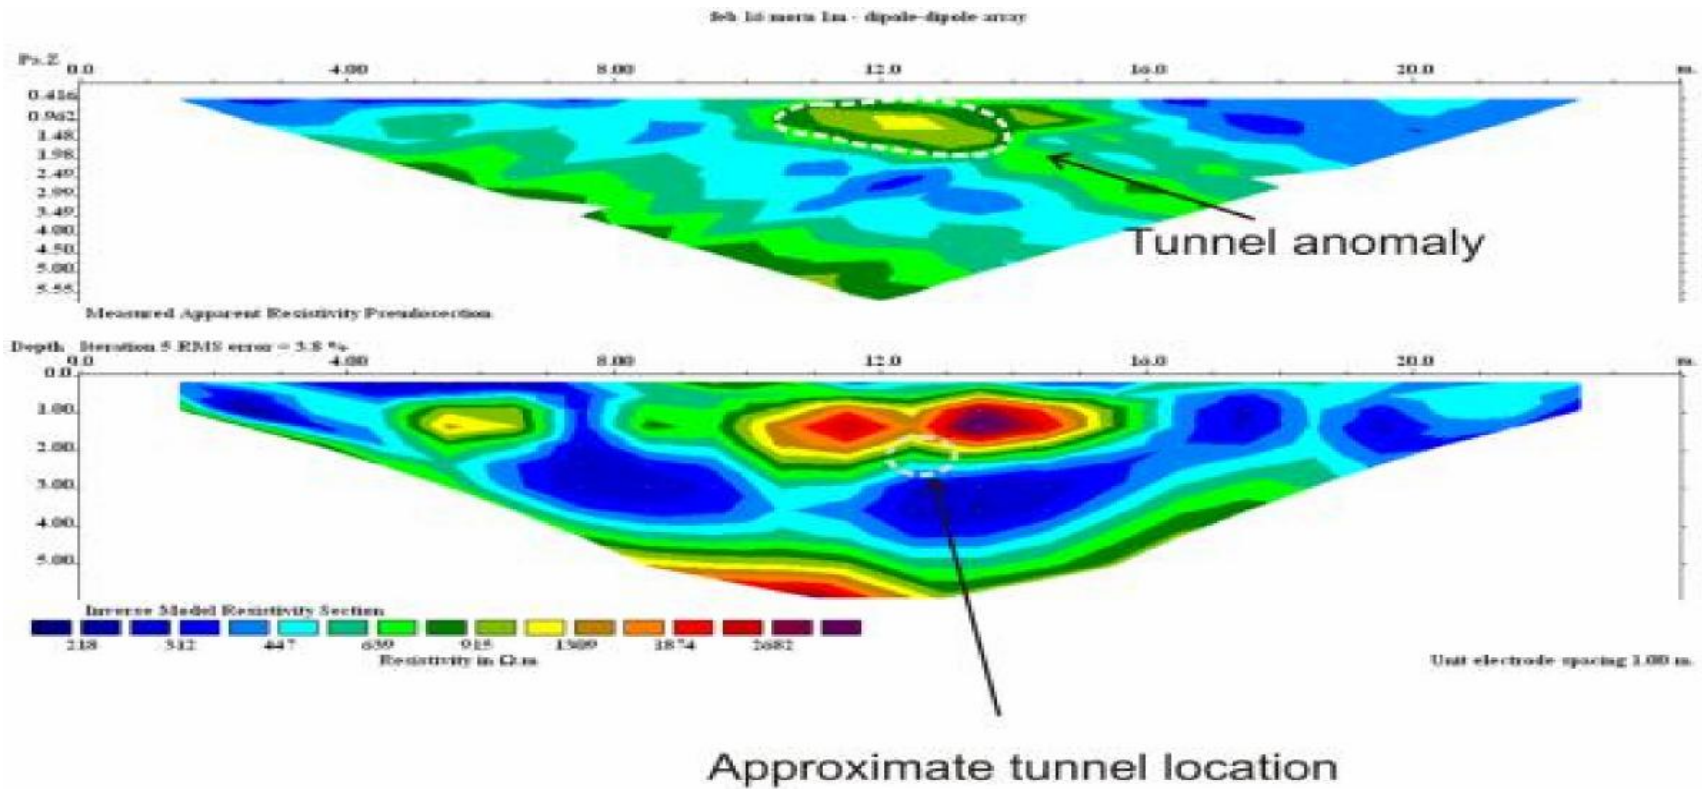 feb 16 meru 1m - dipole-dipole array
Ps.Z 0.0 4.00 8.00 12.0 16.0 20.0 m.
0.416
0.962
1.48
1.98
2.49
2.99
3.49
4.00
4.50
5.00
5.55
Tunnel anomaly
Measured Apparent Resistivity Pseudosection
Depth Iteration 5 RMS error = 3.8 %
0.0 4.00 8.00 12.0 16.0 20.0 m.
0.0
1.00
2.00
3.00
4.00
5.00
Inverse Model Resistivity Section
218 312 447 639 915 1309 1874 2682
Resistivity in Ω.m
Unit electrode spacing 1.00 m.
Approximate tunnel location